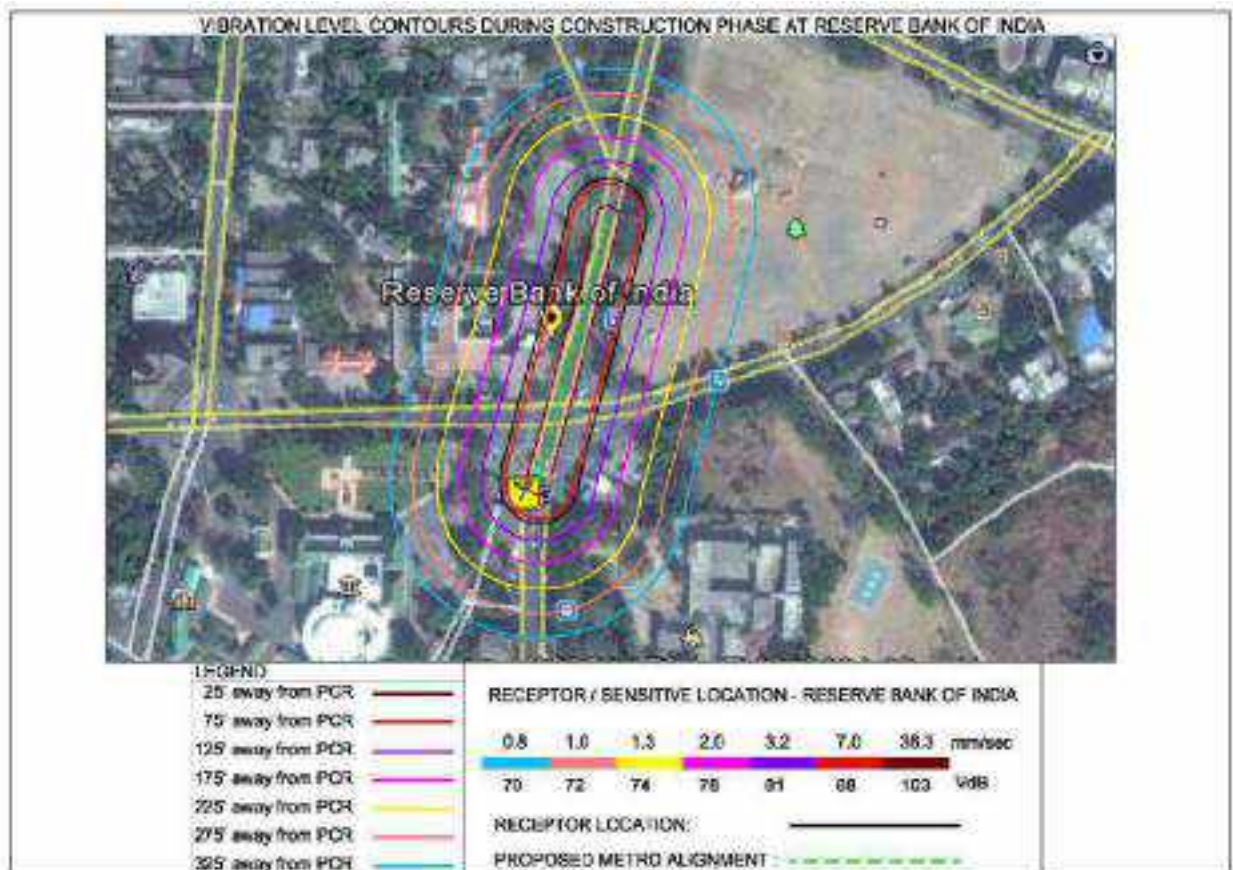 VIBRATION LEVEL CONTOURS DURING CONSTRUCTION PHASE AT RESERVE BANK OF INDIA
Reserve Bank of India
LEGEND
25' away from PCR
75' away from PCR
125' away from PCR
175' away from PCR
225' away from PCR
275' away from PCR
325' away from PCR
RECEPTOR / SENSITIVE LOCATION - RESERVE BANK OF INDIA
0.8 1.0 1.3 2.0 3.2 7.0 36.3 mm/sec
70 72 74 78 81 88 103 VdB
RECEPTOR LOCATION:
PROPOSED METRO ALIGNMENT :